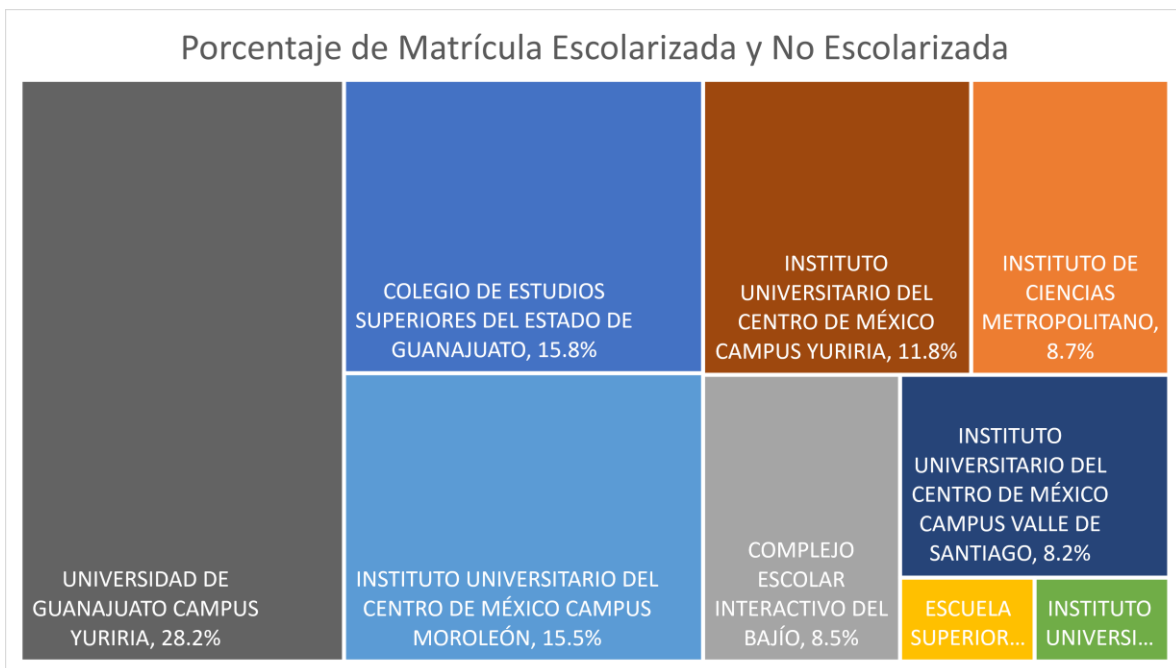 Porcentaje de Matrícula Escolarizada y No Escolarizada
UNIVERSIDAD DE
GUANAJUATO CAMPUS
YURIRIA, 28.2%
COLEGIO DE ESTUDIOS
SUPERIORES DEL ESTADO DE
GUANAJUATO, 15.8%
INSTITUTO UNIVERSITARIO DEL
CENTRO DE MÉXICO CAMPUS
MOROLEÓN, 15.5%
INSTITUTO
UNIVERSITARIO DEL
CENTRO DE MÉXICO
CAMPUS YURIRIA, 11.8%
INSTITUTO DE
CIENCIAS
METROPOLITANO,
8.7%
COMPLEJO
ESCOLAR
INTERACTIVO DEL
BAJÍO, 8.5%
INSTITUTO
UNIVERSITARIO DEL
CENTRO DE MÉXICO
CAMPUS VALLE DE
SANTIAGO, 8.2%
ESCUELA
SUPERIOR...
INSTITUTO
UNIVERSI...